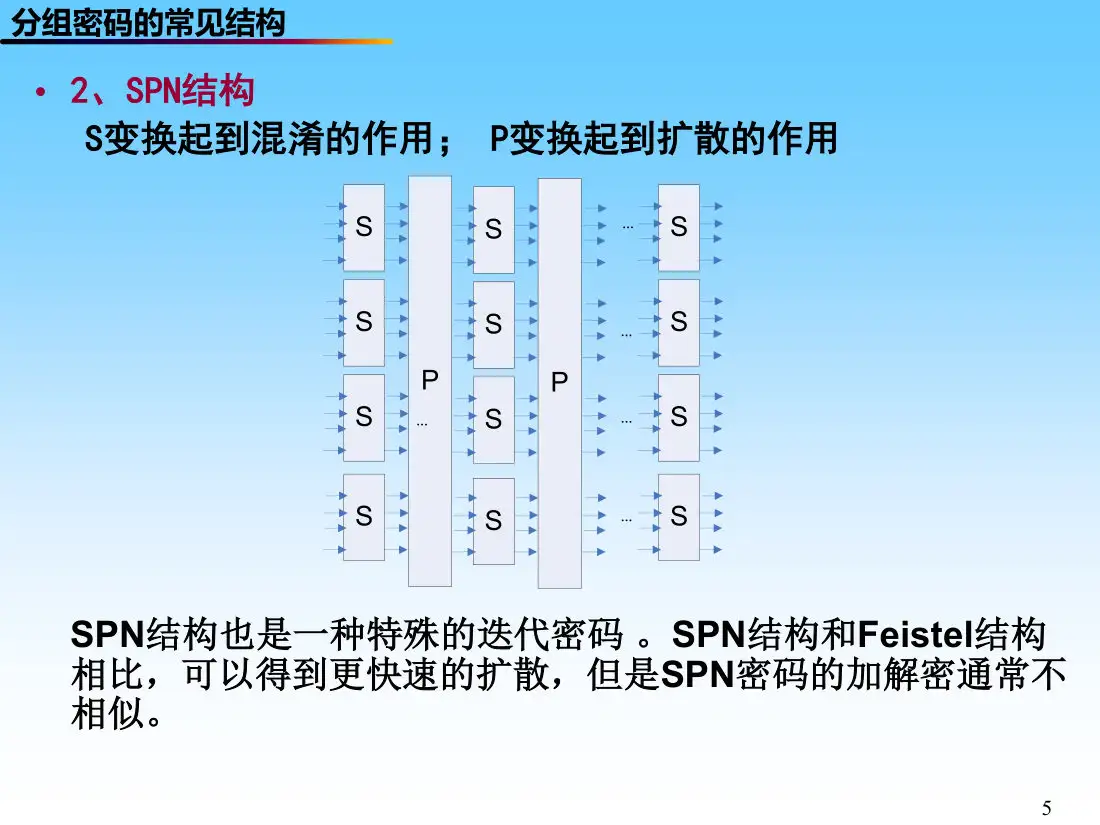 分组密码的常见结构
• 2、SPN结构
S变换起到混淆的作用； P变换起到扩散的作用
S S ... S
S S ... S
P P
S ... S ... S
S S ... S
SPN结构也是一种特殊的迭代密码 。SPN结构和Feistel结构
相比，可以得到更快速的扩散，但是SPN密码的加解密通常不
相似。
5